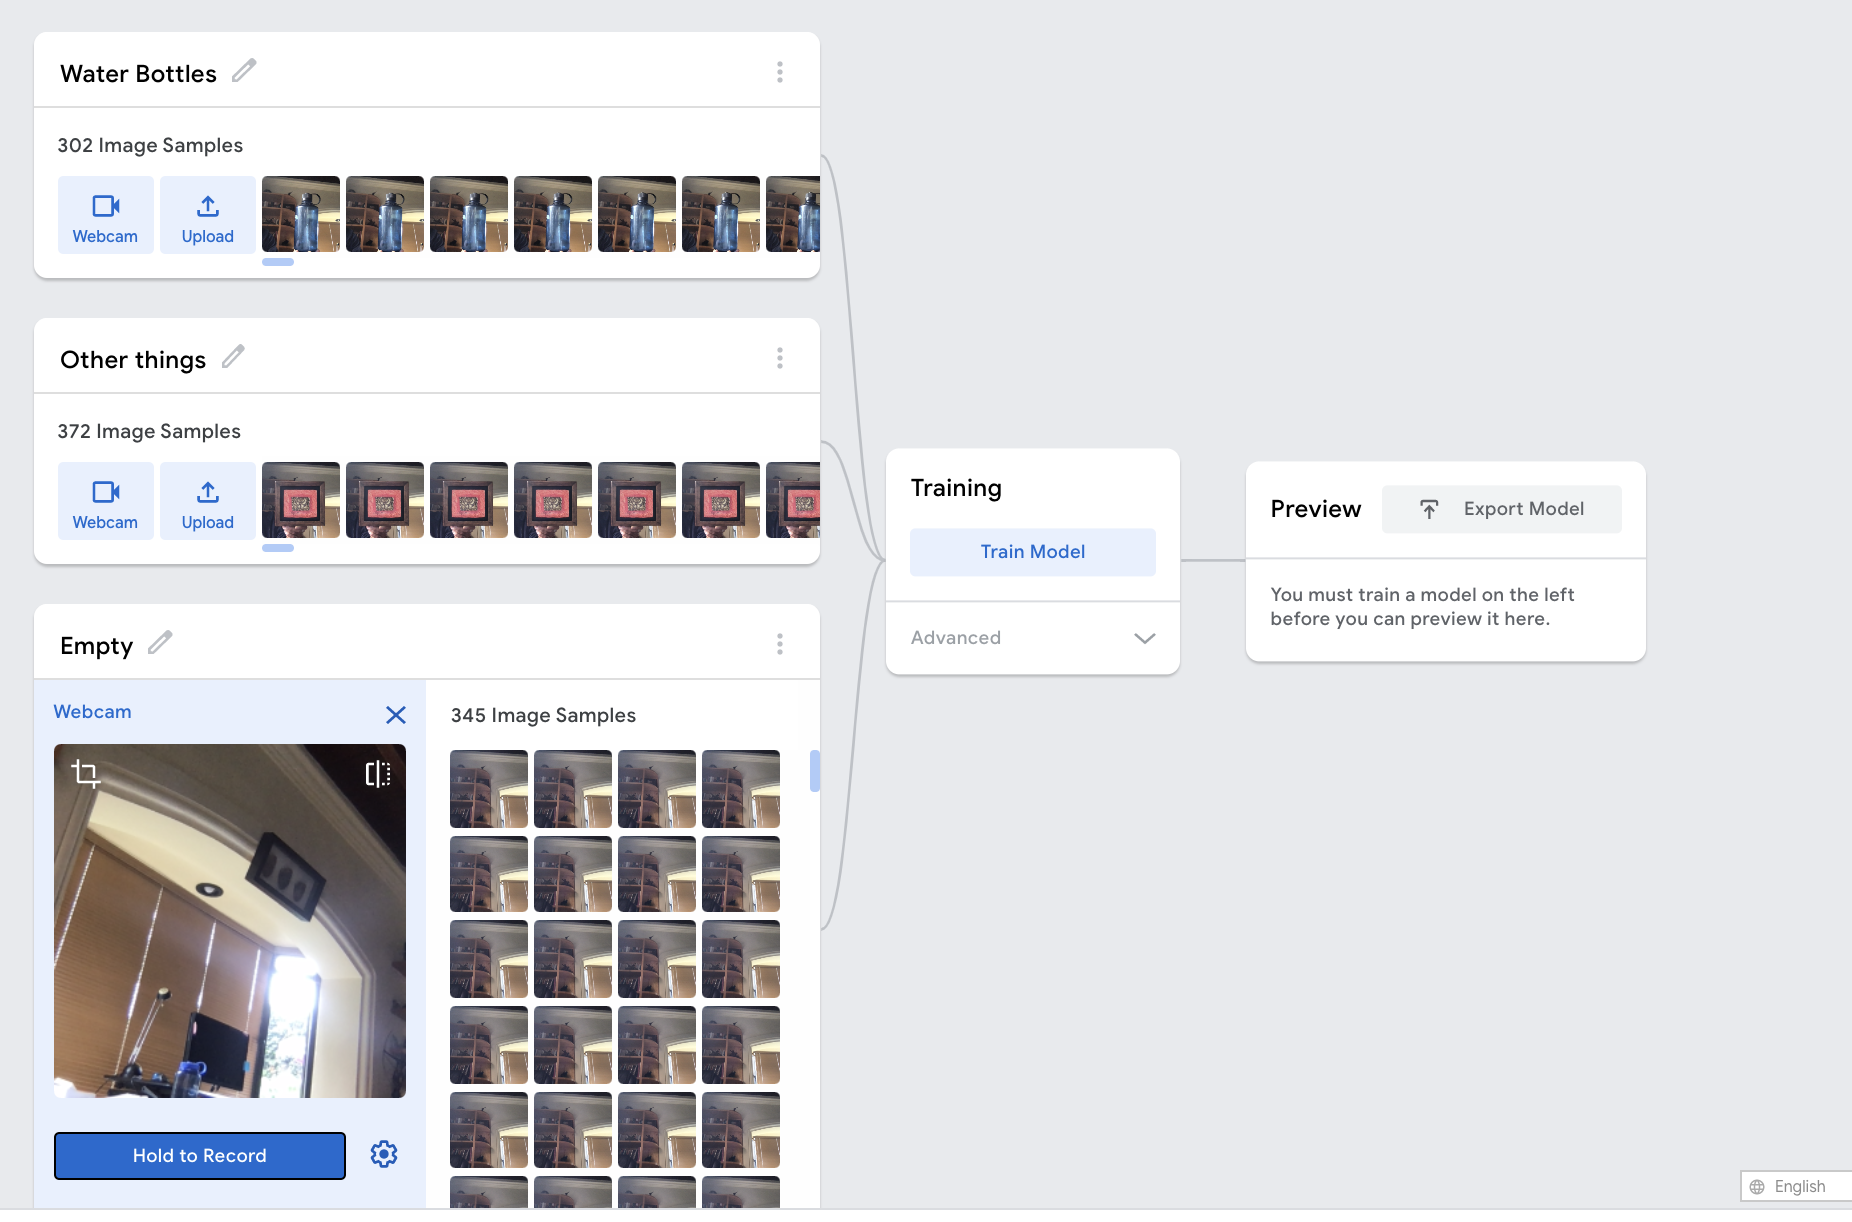 Water Bottles
302 Image Samples
Webcam
Upload
Other things
372 Image Samples
Webcam
Upload
Empty
Webcam
345 Image Samples
Hold to Record
Training
Train Model
Advanced
Preview
Export Model
You must train a model on the left
before you can preview it here.
English